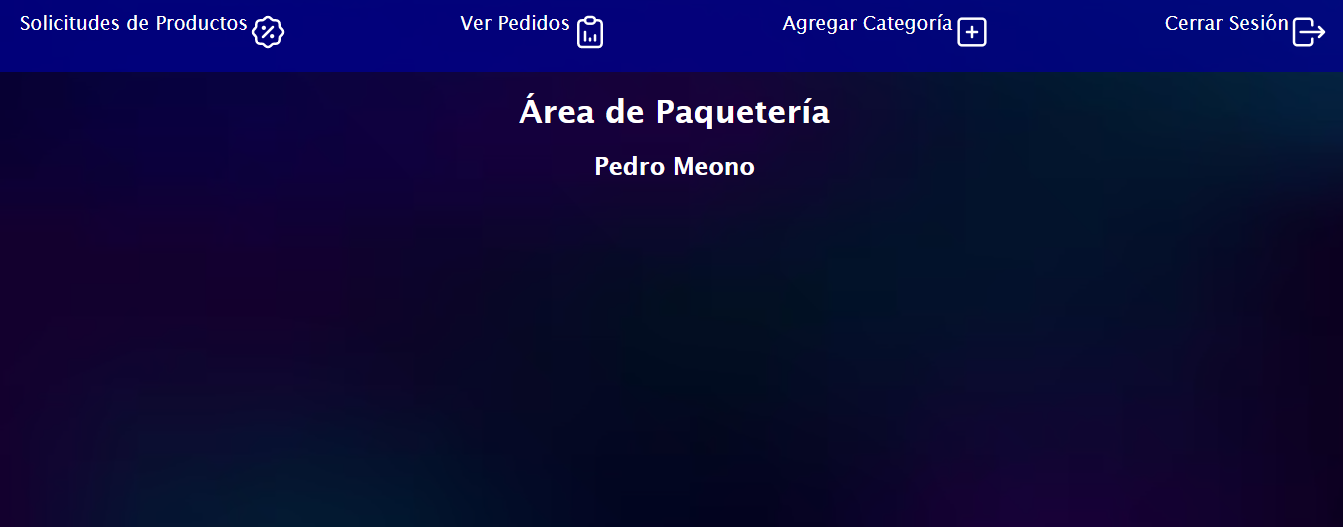 Solicitudes de Productos Ver Pedidos Agregar Categoría Cerrar Sesión
Área de Paquetería
Pedro Meono